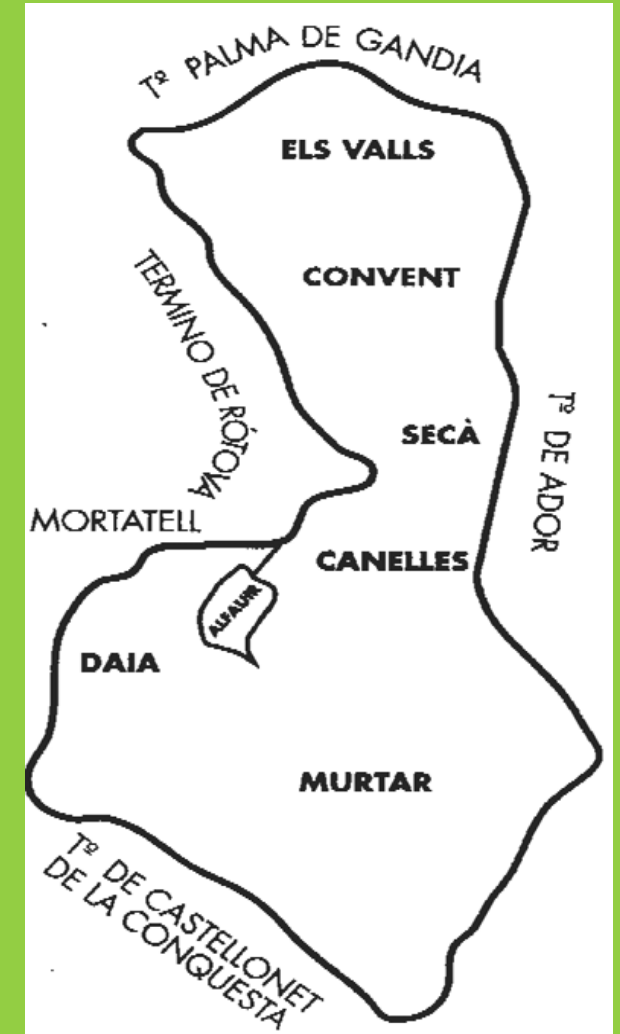 Tº PALMA DE GANDIA
ELS VALLS
CONVENT
TERMINO DE RÓTOVA
SECÀ
Tº DE ADOR
MORTATELL
CANELLES
ALFAUIR
DAIA
MURTAR
Tº DE CASTELLONET
DE LA CONQUESTA